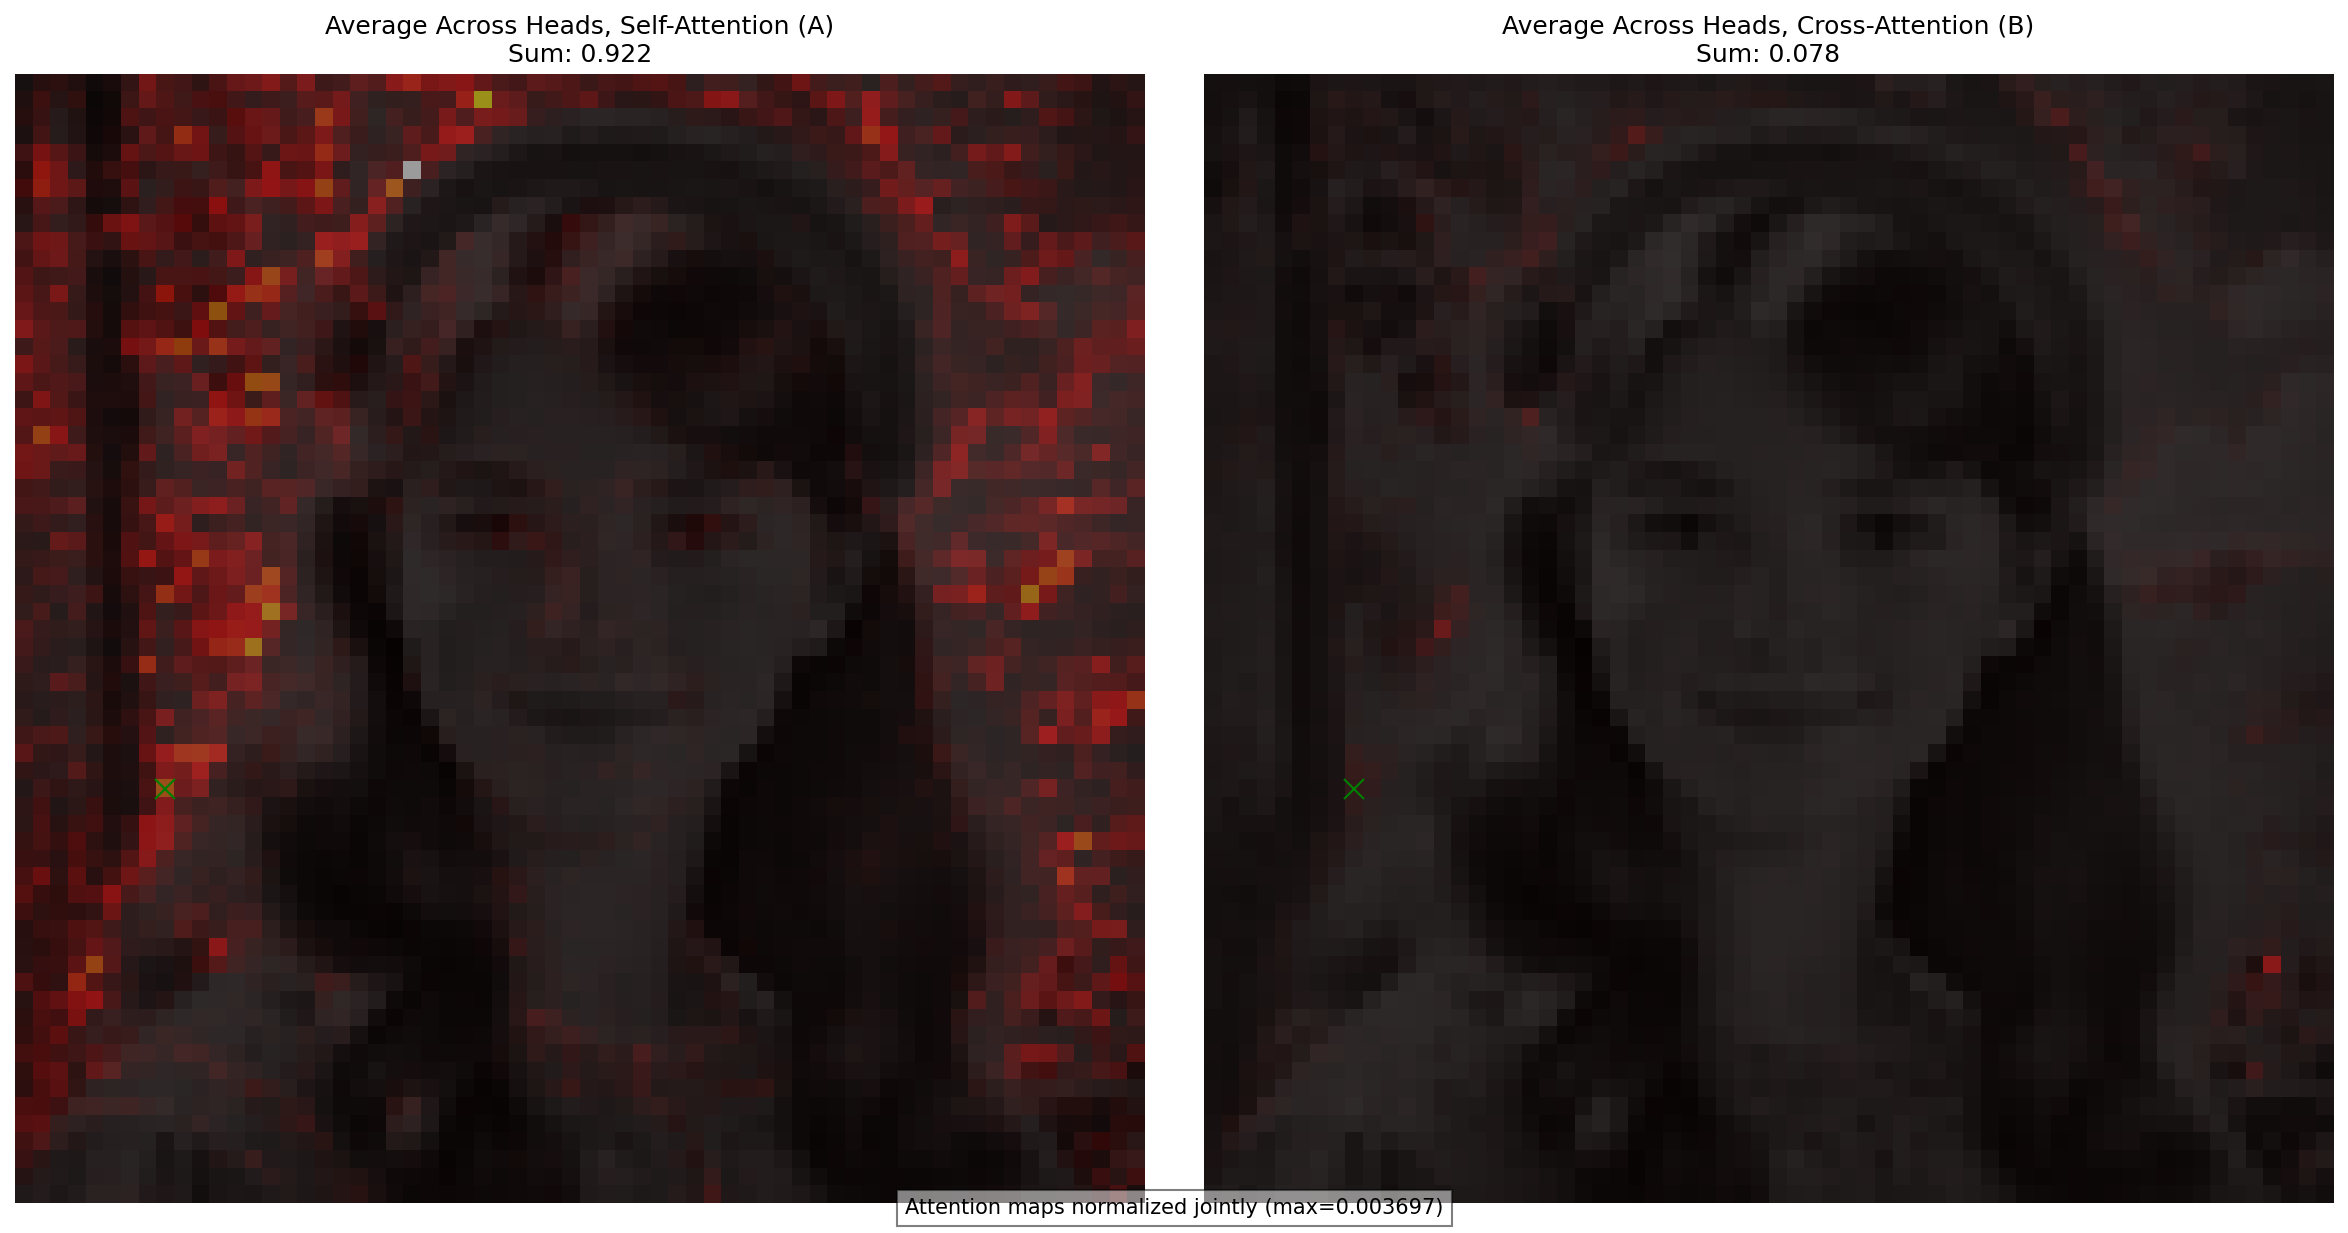 Average Across Heads, Self-Attention (A)
Sum: 0.922
Average Across Heads, Cross-Attention (B)
Sum: 0.078
Attention maps normalized jointly (max=0.003697)